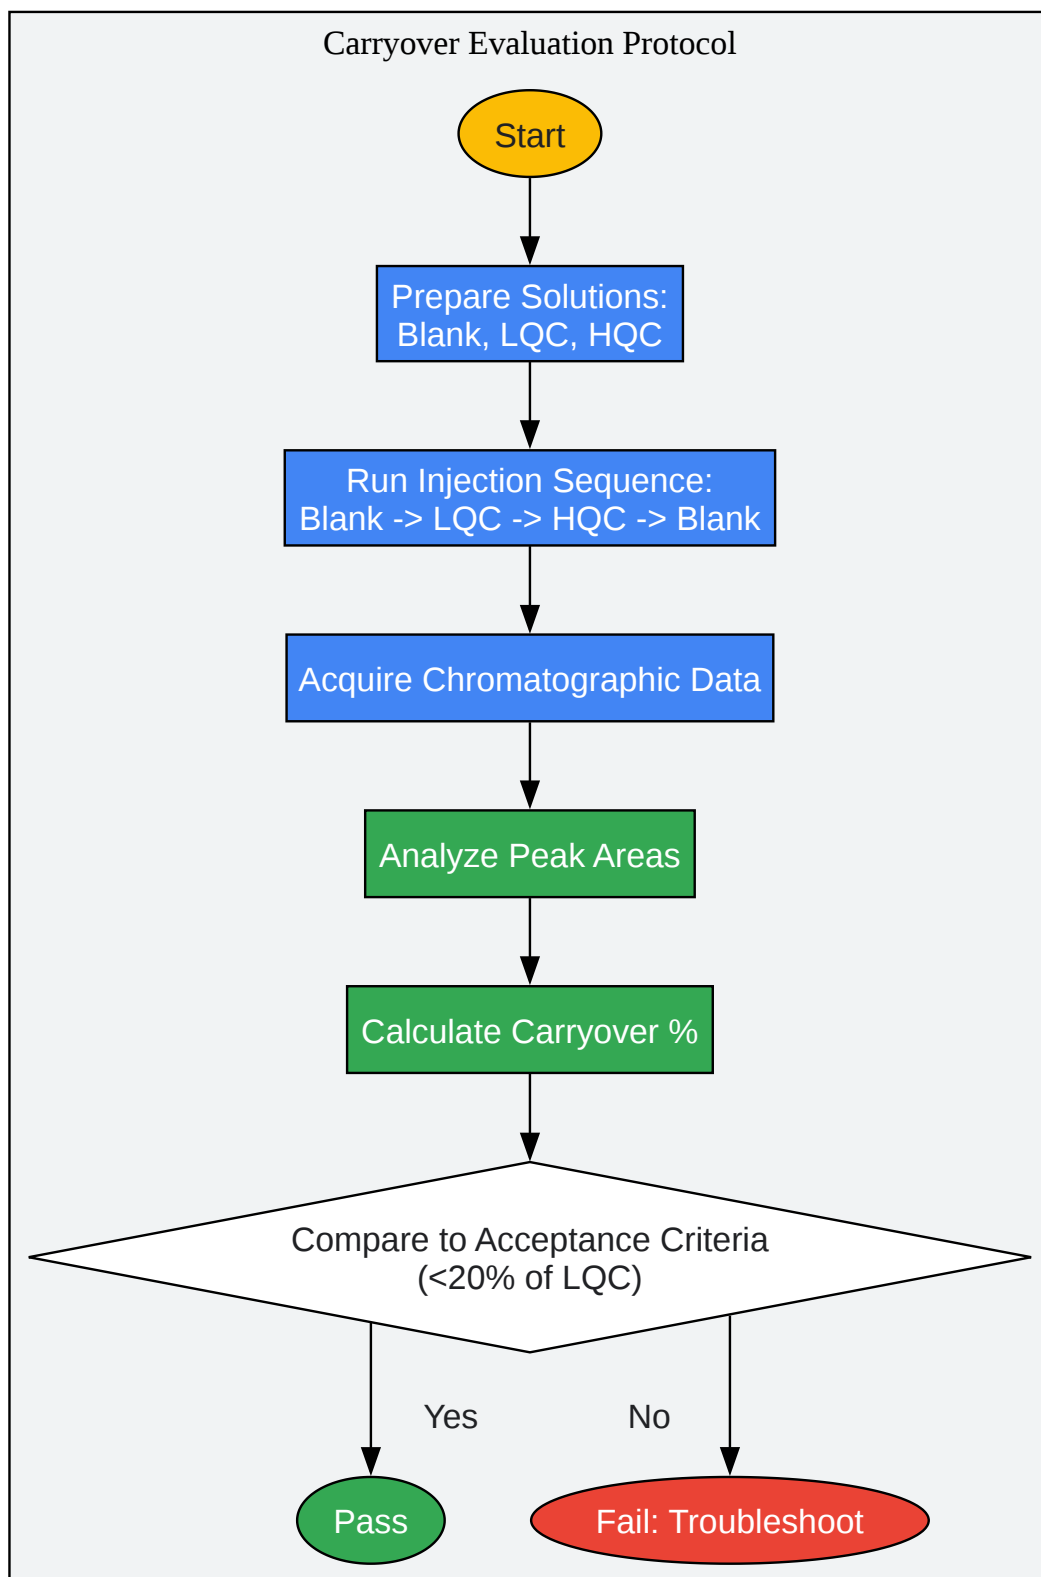 Carryover Evaluation Protocol
Start
Prepare Solutions:
Blank, LQC, HQC
Run Injection Sequence:
Blank -> LQC -> HQC -> Blank
Acquire Chromatographic Data
Analyze Peak Areas
Calculate Carryover %
Compare to Acceptance Criteria
(<20% of LQC)
Yes
No
Pass
Fail: Troubleshoot